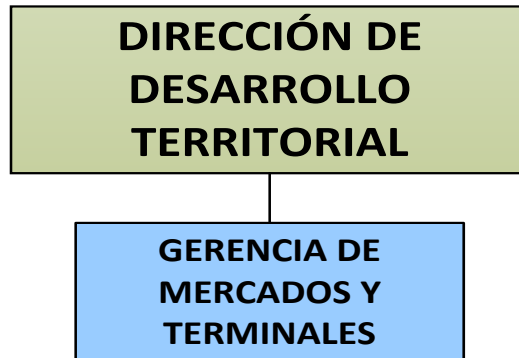 DIRECCIÓN DE
DESARROLLO
TERRITORIAL
GERENCIA DE
MERCADOS Y
TERMINALES